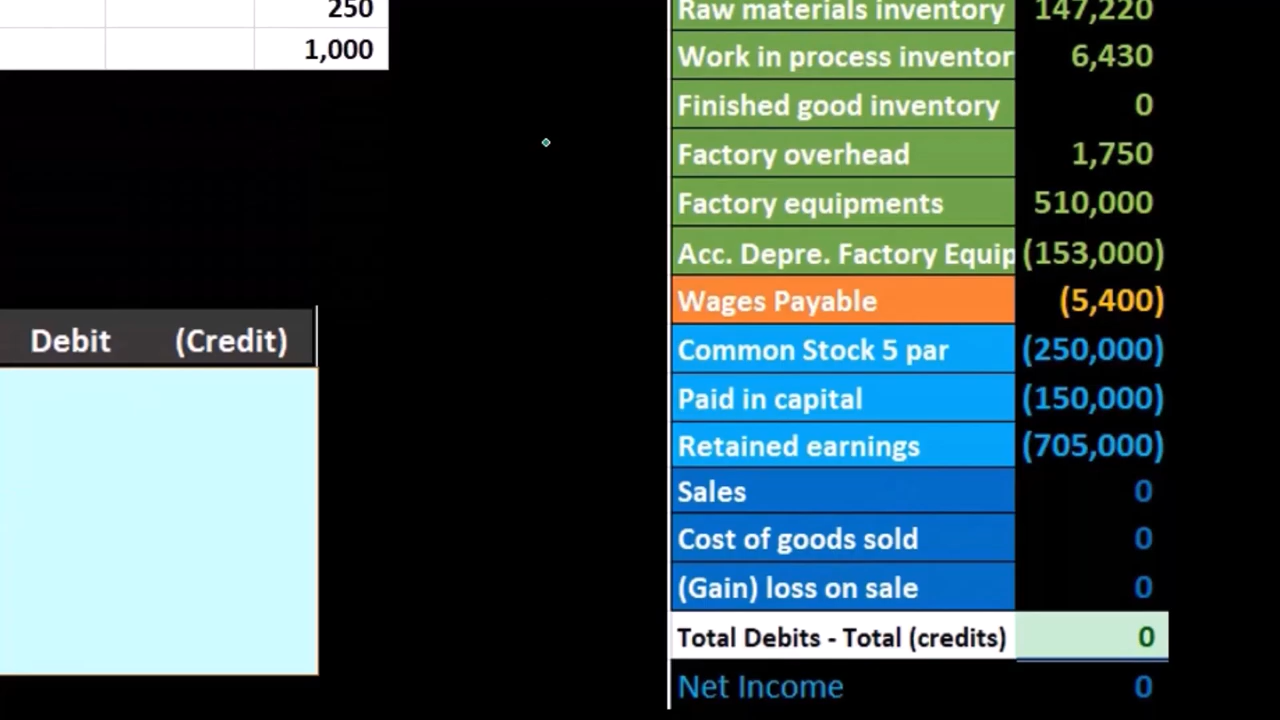 250
1,000
Debit (Credit)
Raw materials inventory 147,220
Work in process inventor 6,430
Finished good inventory 0
Factory overhead 1,750
Factory equipments 510,000
Acc. Depre. Factory Equip (153,000)
Wages Payable (5,400)
Common Stock 5 par (250,000)
Paid in capital (150,000)
Retained earnings (705,000)
Sales 0
Cost of goods sold 0
(Gain) loss on sale 0
Total Debits - Total (credits) 0
Net Income 0